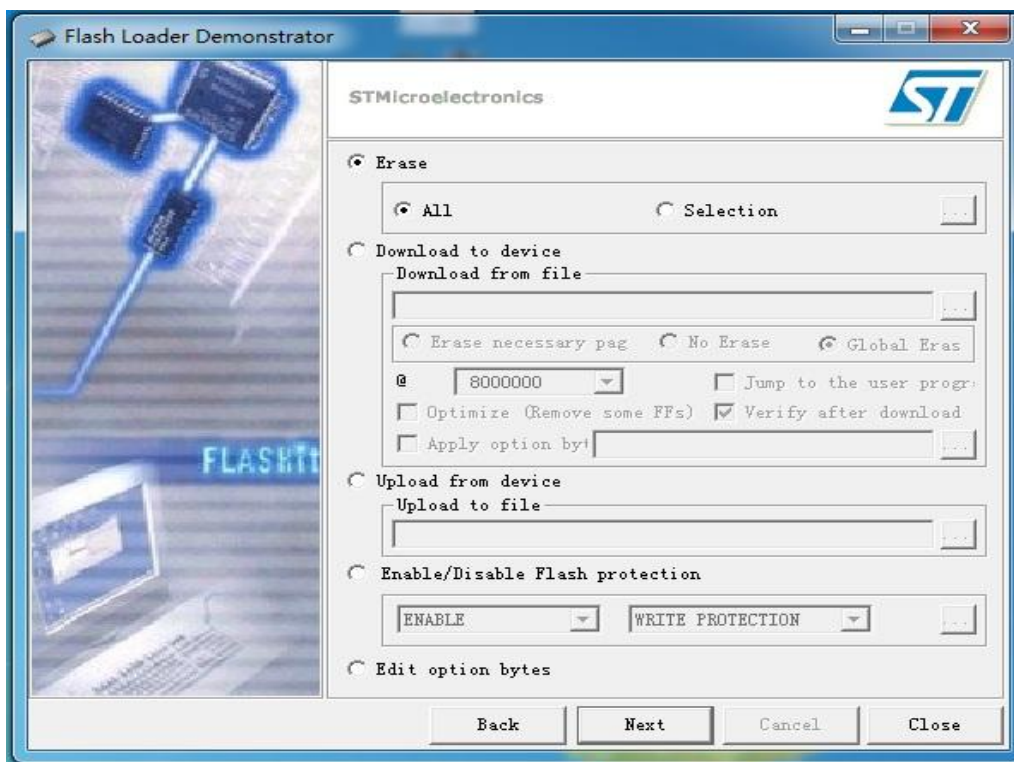 Flash Loader Demonstrator
STMicroelectronics
ST
Erase
All Selection ...
Download to device
Download from file
...
Erase necessary pag No Erase Global Eras
@ 8000000 Jump to the user progr
Optimize (Remove some FFs) Verify after download
Apply option byt ...
FLASHit
Upload from device
Upload to file
...
Enable/Disable Flash protection
ENABLE WRITE PROTECTION ...
Edit option bytes
Back Next Cancel Close